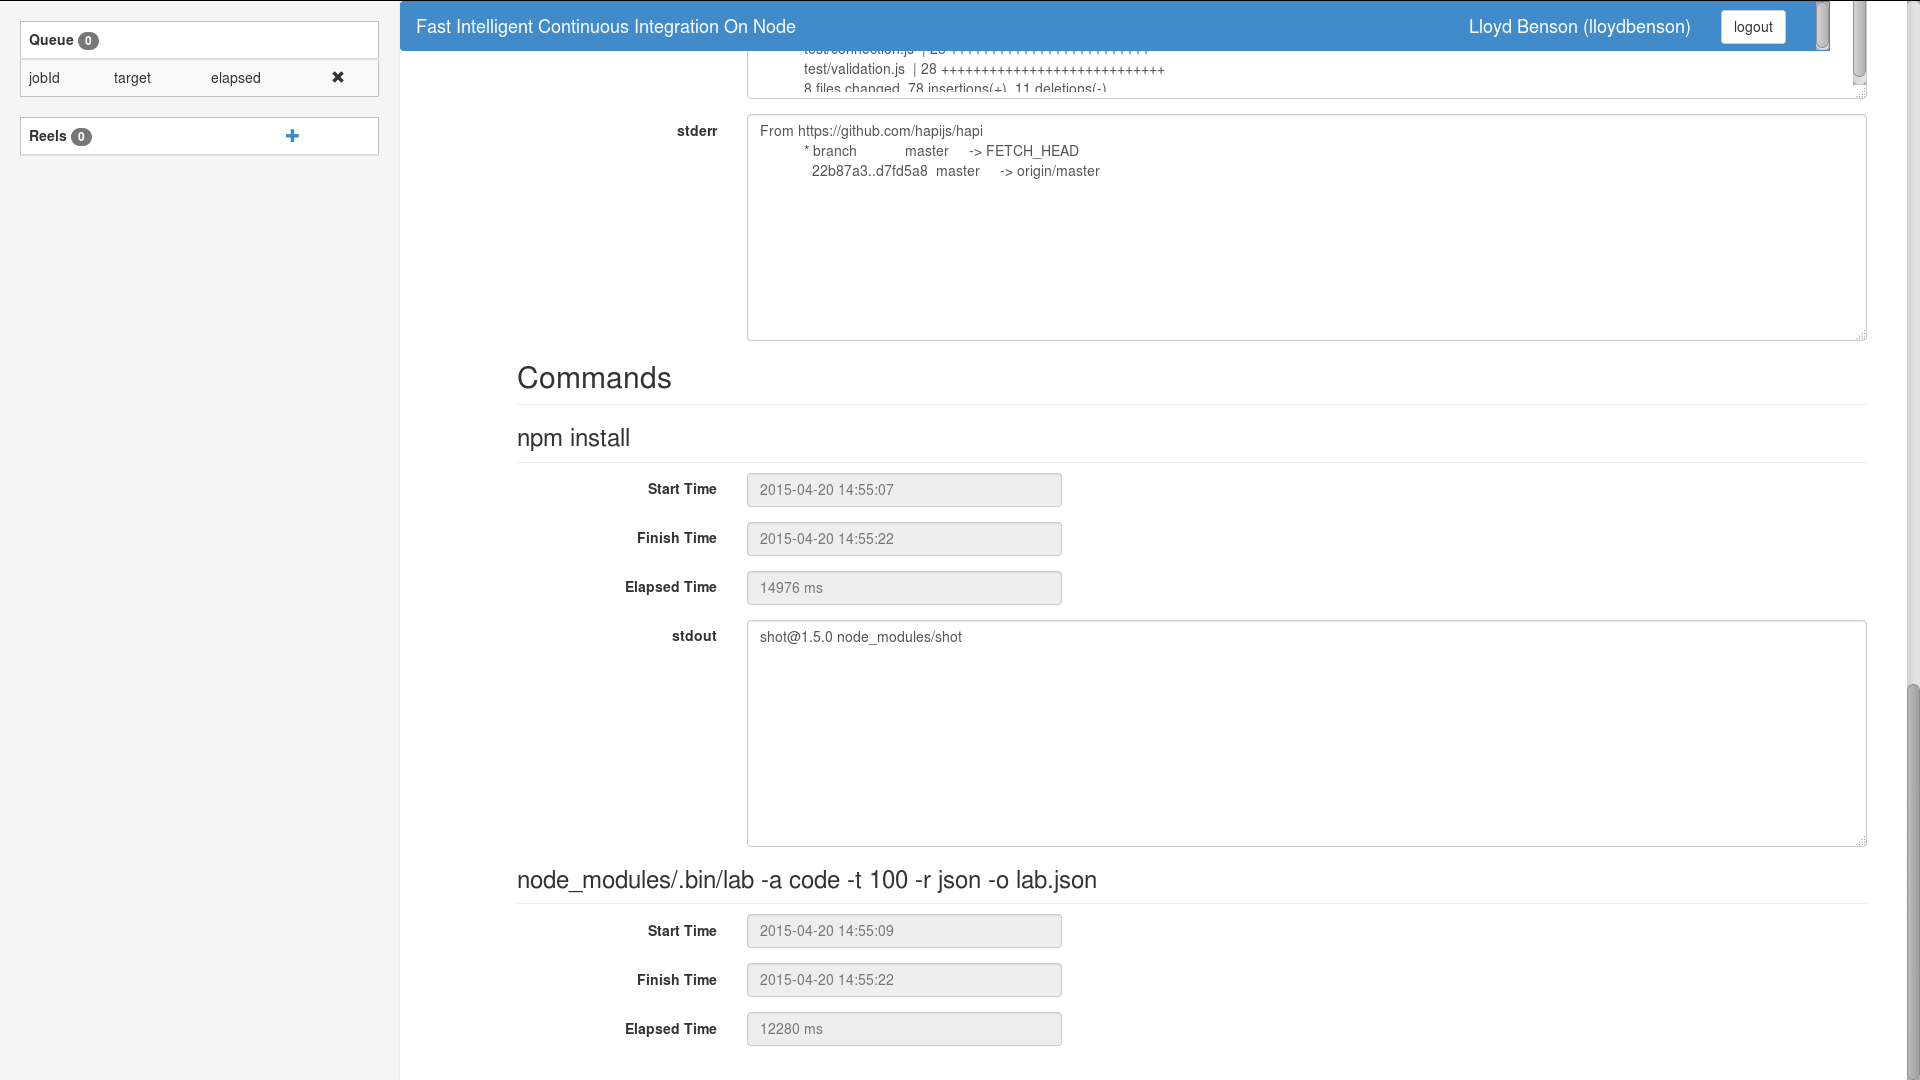 Queue 0
jobId target elapsed ✖
Reels 0 +
Fast Intelligent Continuous Integration On Node Lloyd Benson (lloydbenson) logout
test/connection.js | 23 ++++++++++++++++++++++++
test/validation.js | 28 ++++++++++++++++++++++++++++
8 files changed, 78 insertions(+), 11 deletions(-)
stderr
From https://github.com/hapijs/hapi
* branch master -> FETCH_HEAD
22b87a3..d7fd5a8 master -> origin/master
Commands
npm install
Start Time 2015-04-20 14:55:07
Finish Time 2015-04-20 14:55:22
Elapsed Time 14976 ms
stdout shot@1.5.0 node_modules/shot
node_modules/.bin/lab -a code -t 100 -r json -o lab.json
Start Time 2015-04-20 14:55:09
Finish Time 2015-04-20 14:55:22
Elapsed Time 12280 ms